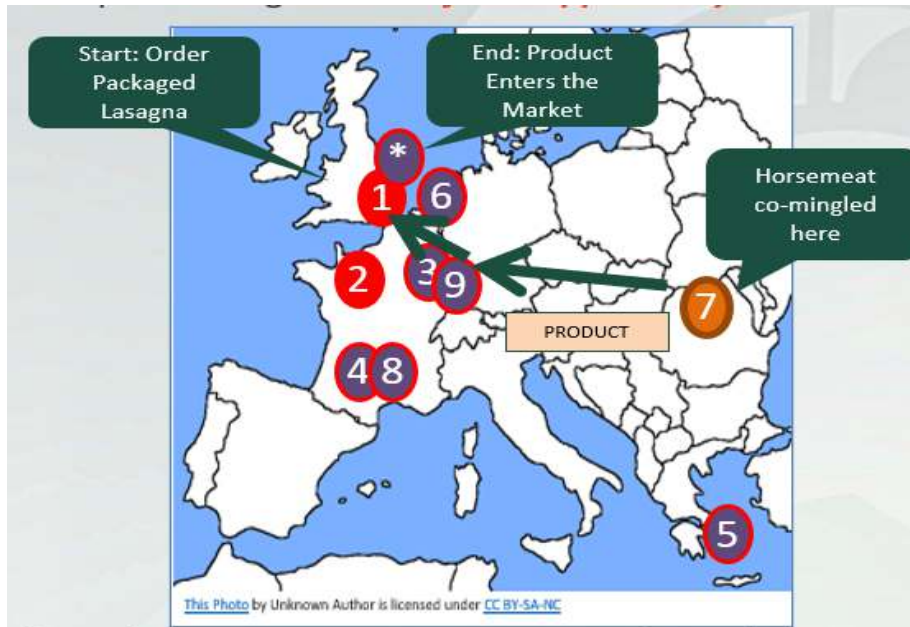 Start: Order
Packaged
Lasagna
End: Product
Enters the
Market
*
1
6
Horsemeat
co-mingled
here
2
3
9
7
PRODUCT
4
8
5
This Photo by Unknown Author is licensed under CC BY-SA-NC